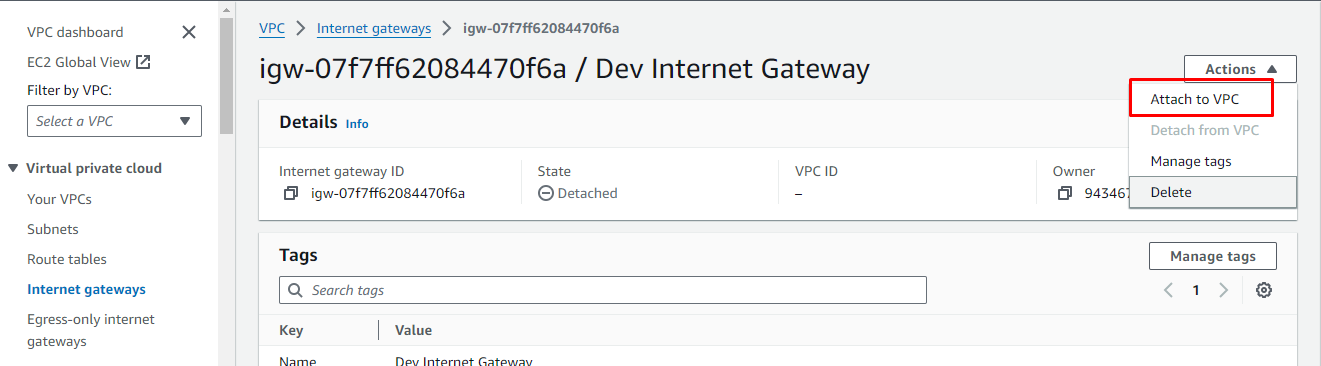 VPC dashboard
EC2 Global View
Filter by VPC:
Select a VPC
Virtual private cloud
Your VPCs
Subnets
Route tables
Internet gateways
Egress-only internet
gateways
VPC > Internet gateways > igw-07f7ff62084470f6a
igw-07f7ff62084470f6a / Dev Internet Gateway
Actions
Attach to VPC
Detach from VPC
Manage tags
Delete
Details Info
Internet gateway ID
igw-07f7ff62084470f6a
State
Detached
VPC ID
–
Owner
943467
Tags
Manage tags
Search tags
1
Key Value
Name Dev Internet Gateway